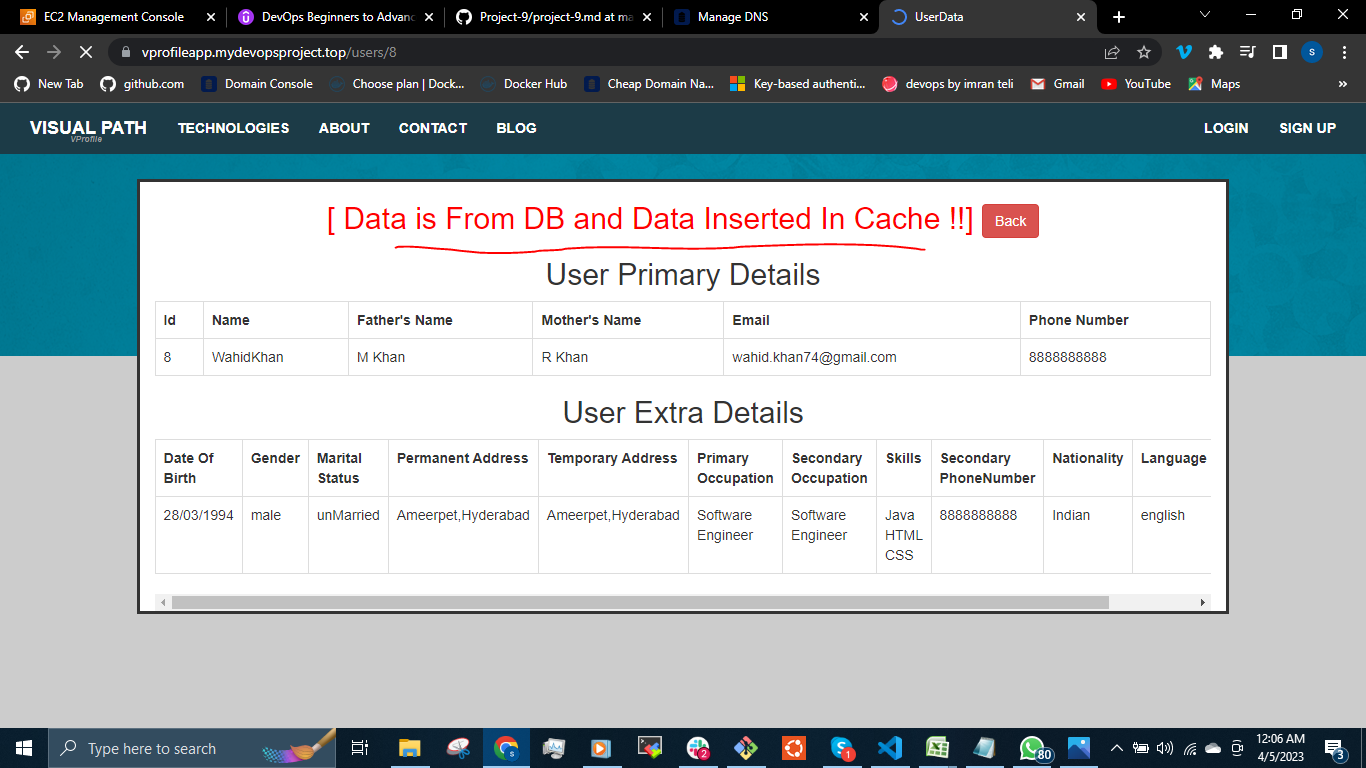 EC2 Management Console
DevOps Beginners to Advanc
Project-9/project-9.md at ma
Manage DNS
UserData
vprofileapp.mydevopsproject.top/users/8
New Tab
github.com
Domain Console
Choose plan | Dock...
Docker Hub
Cheap Domain Na...
Key-based authenti...
devops by imran teli
Gmail
YouTube
Maps
VISUAL PATH
VProfile
TECHNOLOGIES ABOUT CONTACT BLOG LOGIN SIGN UP
[ Data is From DB and Data Inserted In Cache !!] Back
User Primary Details
Id Name Father's Name Mother's Name Email Phone Number
8 WahidKhan M Khan R Khan wahid.khan74@gmail.com 8888888888
User Extra Details
Date Of Birth Gender Marital Status Permanent Address Temporary Address Primary Occupation Secondary Occupation Skills Secondary PhoneNumber Nationality Language
28/03/1994 male unMarried Ameerpet,Hyderabad Ameerpet,Hyderabad Software Engineer Software Engineer Java HTML CSS 8888888888 Indian english
Type here to search
2
1
80
12:06 AM
4/5/2023
3